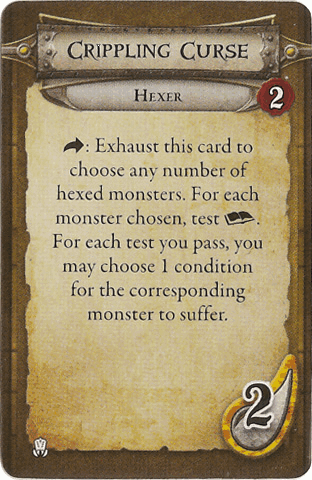 Crippling Curse
Hexer
2
: Exhaust this card to
choose any number of
hexed monsters. For each
monster chosen, test .
For each test you pass, you
may choose 1 condition
for the corresponding
monster to suffer.
2